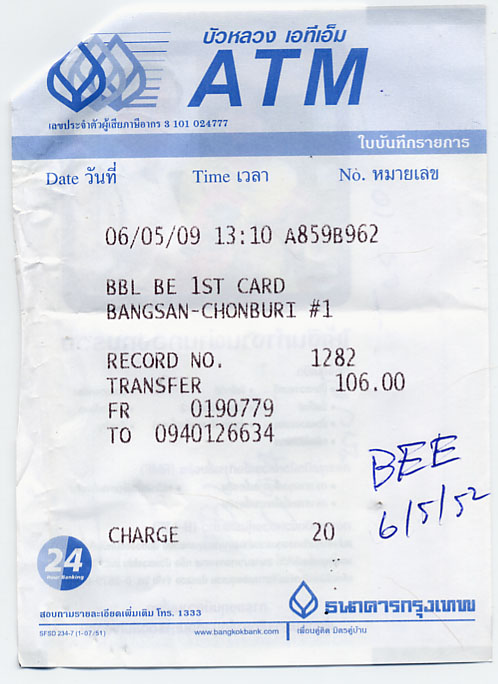 บัวหลวง เอทีเอ็ม
ATM
เลขประจำตัวผู้เสียภาษีอากร 3 101 024777
ใบบันทึกรายการ
Date วันที่ Time เวลา No. หมายเลข
06/05/09 13:10 A859B962
BBL BE 1ST CARD
BANGSAN-CHONBURI #1
RECORD NO. 1282
TRANSFER 106.00
FR 0190779
TO 0940126634
BEE
6/5/52
CHARGE 20
24
Hour Banking
ธนาคารกรุงเทพ
สอบถามรายละเอียดเพิ่มเติม โทร. 1333
SFSD 234-7 (1-07/51) www.bangkokbank.com เพื่อนคู่คิด มิตรคู่บ้าน